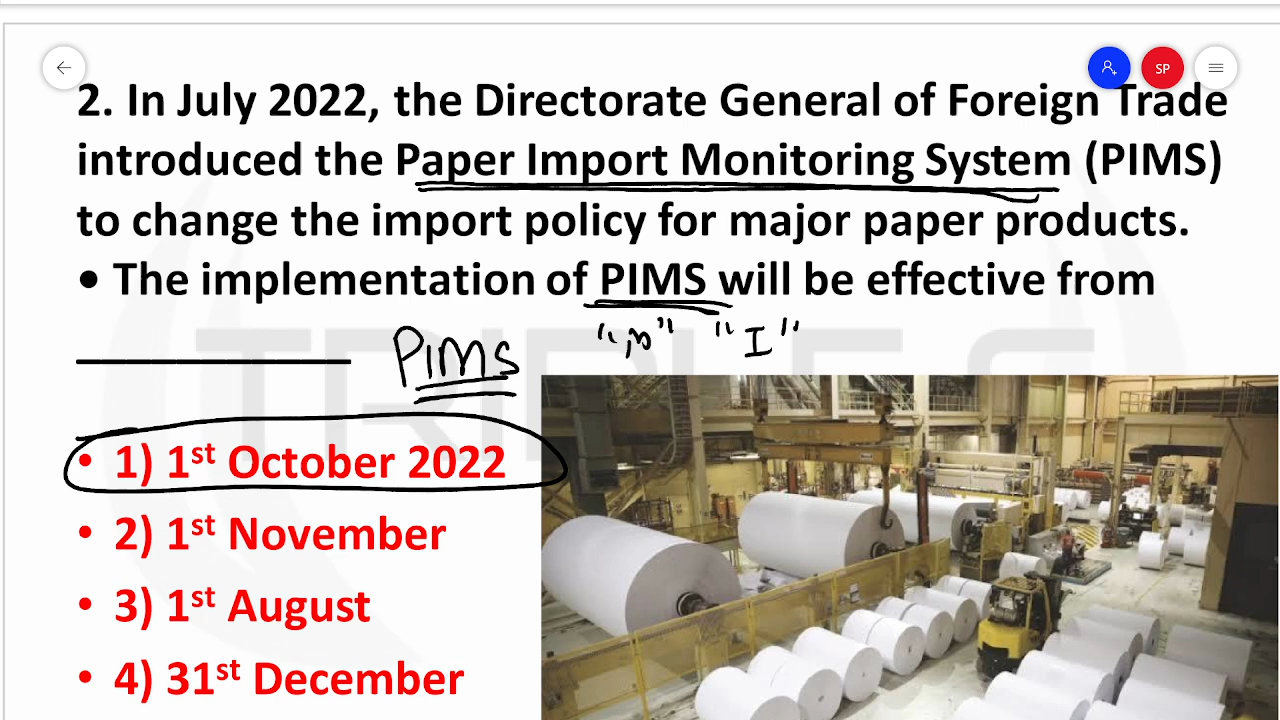 SP
2. In July 2022, the Directorate General of Foreign Trade
introduced the Paper Import Monitoring System (PIMS)
to change the import policy for major paper products.
• The implementation of PIMS will be effective from
____________
PIMS " I "
• 1) 1st October 2022
• 2) 1st November
• 3) 1st August
• 4) 31st December